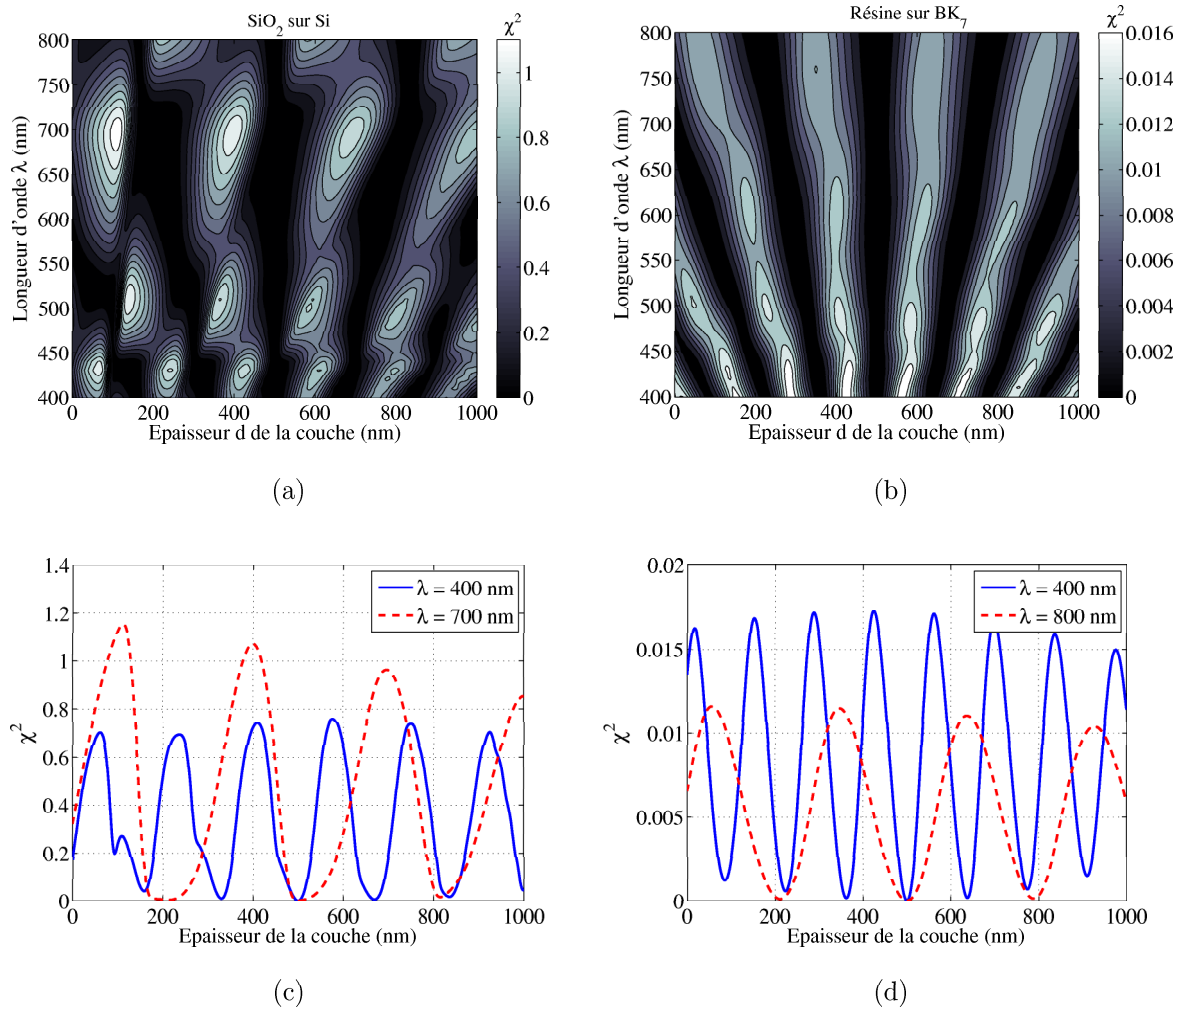 SiO2 sur Si
χ2
800
750
700
650
600
550
500
450
400
0 200 400 600 800 1000
1
0.8
0.6
0.4
0.2
0
Longueur d'onde λ (nm)
Epaisseur d de la couche (nm)
(a)
Résine sur BK7
χ2
800
750
700
650
600
550
500
450
400
0 200 400 600 800 1000
0.016
0.014
0.012
0.01
0.008
0.006
0.004
0.002
0
Longueur d'onde λ (nm)
Epaisseur d de la couche (nm)
(b)
1.4
1.2
1
0.8
0.6
0.4
0.2
0
0 200 400 600 800 1000
χ2
λ = 400 nm
λ = 700 nm
Epaisseur de la couche (nm)
(c)
0.02
0.015
0.01
0.005
0
0 200 400 600 800 1000
χ2
λ = 400 nm
λ = 800 nm
Epaisseur de la couche (nm)
(d)